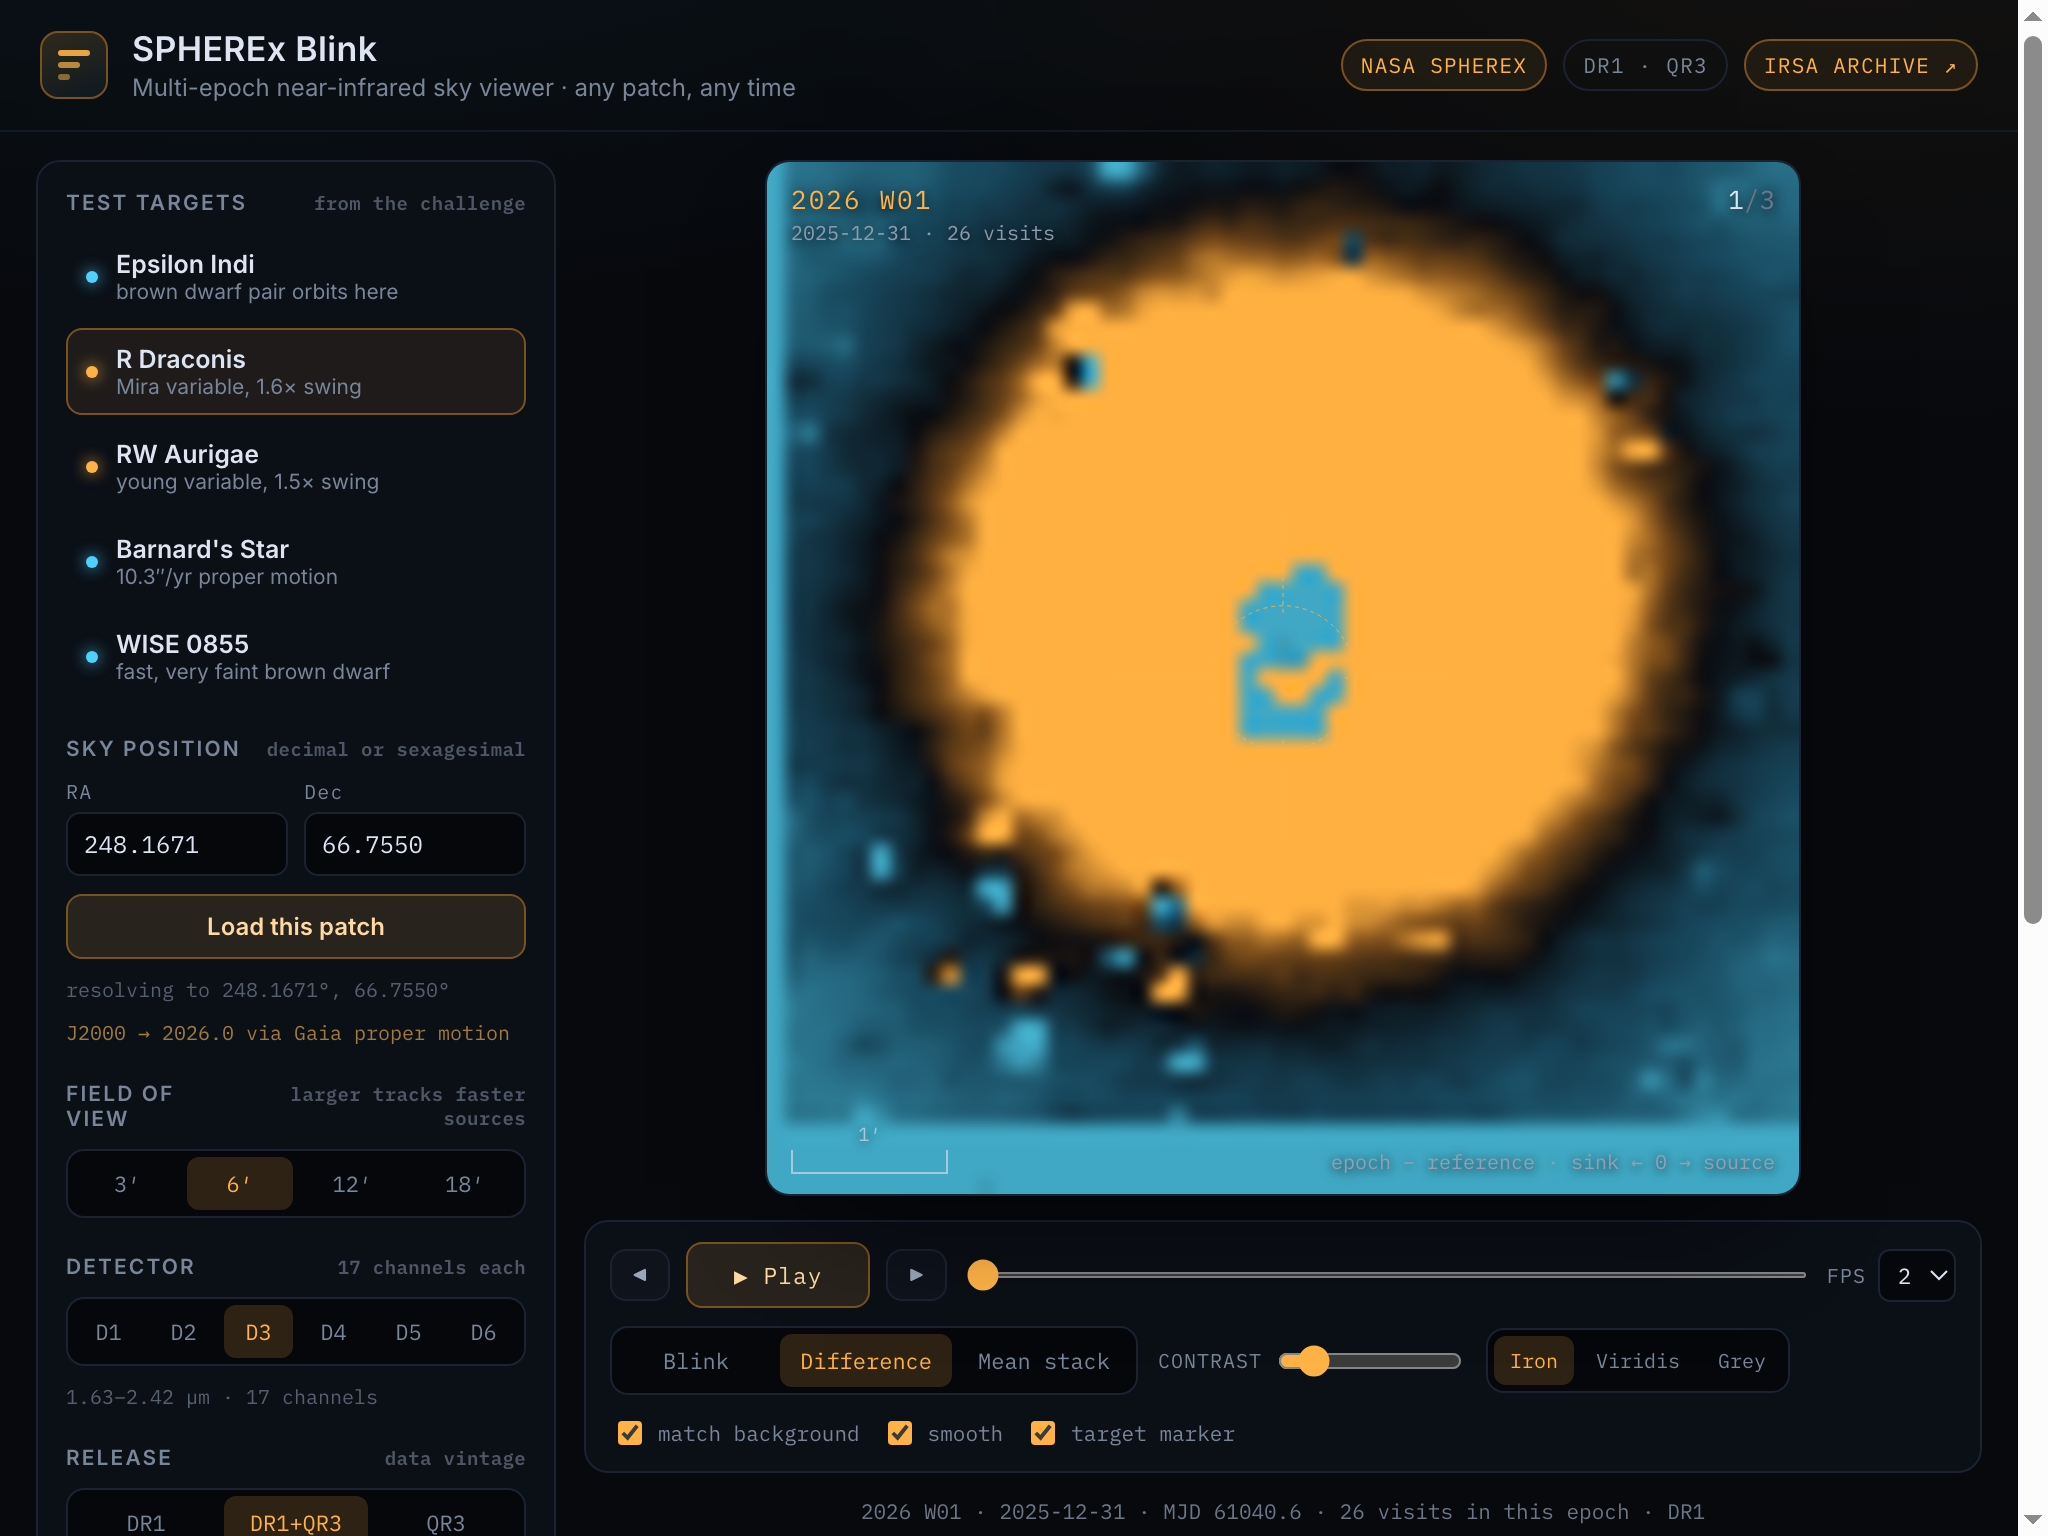 SPHEREx Blink
Multi-epoch near-infrared sky viewer · any patch, any time
NASA SPHEREX
DR1 · QR3
IRSA ARCHIVE ↗
TEST TARGETS
from the challenge
Epsilon Indi
brown dwarf pair orbits here
R Draconis
Mira variable, 1.6× swing
RW Aurigae
young variable, 1.5× swing
Barnard's Star
10.3″/yr proper motion
WISE 0855
fast, very faint brown dwarf
SKY POSITION
decimal or sexagesimal
RA
Dec
248.1671
66.7550
Load this patch
resolving to 248.1671°, 66.7550°
J2000 → 2026.0 via Gaia proper motion
FIELD OF VIEW
larger tracks faster sources
3′
6′
12′
18′
DETECTOR
17 channels each
D1
D2
D3
D4
D5
D6
1.63–2.42 µm · 17 channels
RELEASE
data vintage
DR1
DR1+QR3
QR3
2026 W01
2025-12-31 · 26 visits
1/3
1′
epoch − reference · sink ← 0 → source
◀
▶ Play
▶
FPS
2
Blink
Difference
Mean stack
CONTRAST
Iron
Viridis
Grey
match background
smooth
target marker
2026 W01 · 2025-12-31 · MJD 61040.6 · 26 visits in this epoch · DR1